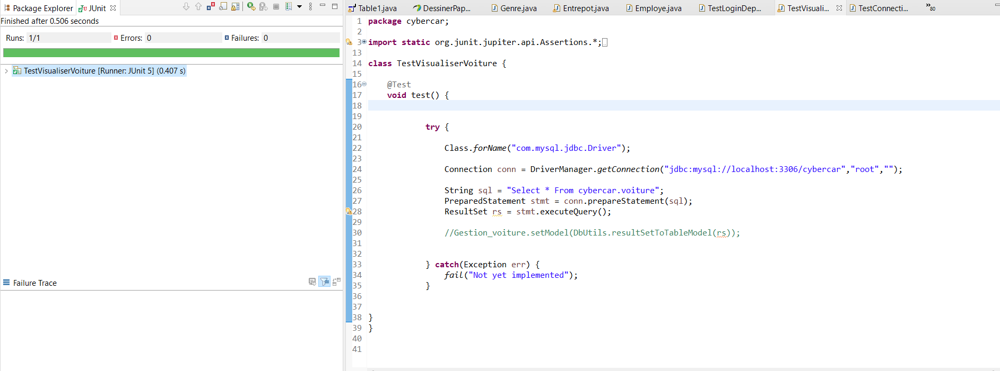 Package Explorer JUnit
Finished after 0.506 seconds
Runs: 1/1 Errors: 0 Failures: 0
TestVisualiserVoiture [Runner: JUnit 5] (0.407 s)
Failure Trace
Table1.java DessinerPap... Genre.java Entrepot.java Employe.java TestLoginDep... TestVisuali... TestConnecti... »80
1 package cybercar;
2
3 import static org.junit.jupiter.api.Assertions.*;
13
14 class TestVisualiserVoiture {
15
16 @Test
17 void test() {
18
19
20 try {
21
22 Class.forName("com.mysql.jdbc.Driver");
23
24 Connection conn = DriverManager.getConnection("jdbc:mysql://localhost:3306/cybercar","root","");
25
26 String sql = "Select * From cybercar.voiture";
27 PreparedStatement stmt = conn.prepareStatement(sql);
28 ResultSet rs = stmt.executeQuery();
29
30 //Gestion_voiture.setModel(DbUtils.resultSetToTableModel(rs));
31
32
33 } catch(Exception err) {
34 fail("Not yet implemented");
35 }
36
37
38 }
39 }
40
41